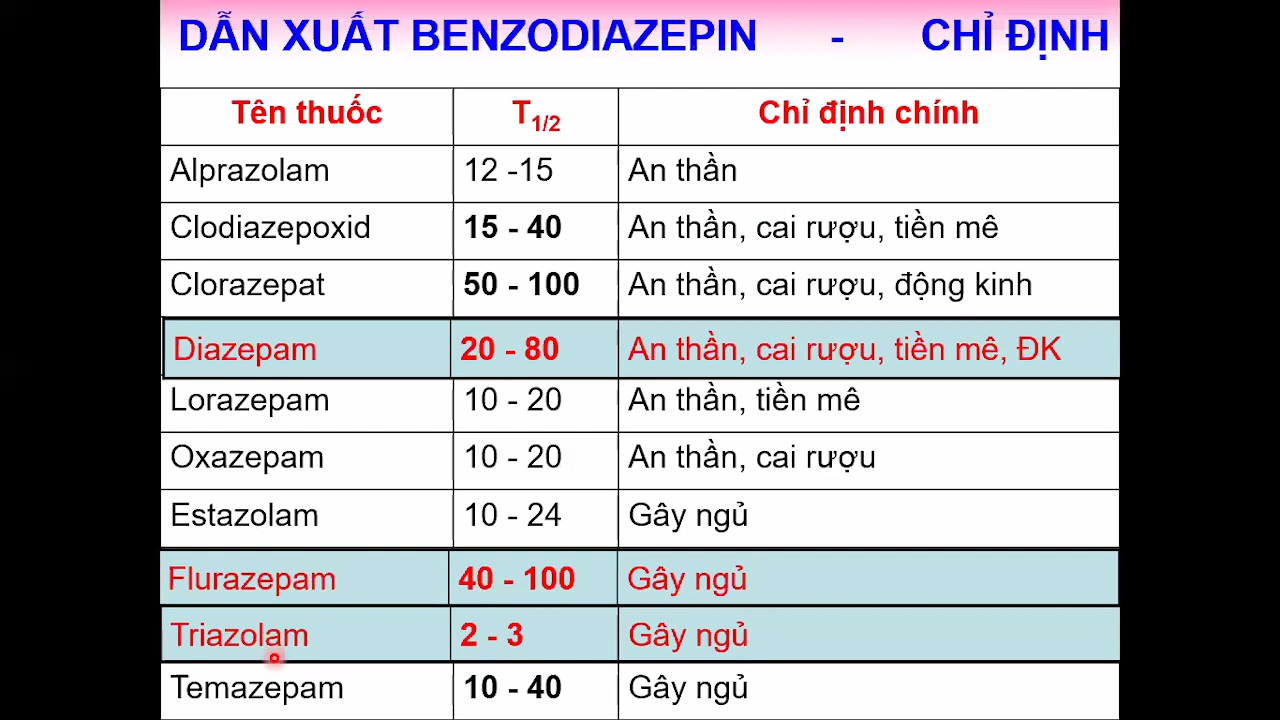 DẪN XUẤT BENZODIAZEPIN - CHỈ ĐỊNH
Tên thuốc T1/2 Chỉ định chính
Alprazolam 12 -15 An thần
Clodiazepoxid 15 - 40 An thần, cai rượu, tiền mê
Clorazepat 50 - 100 An thần, cai rượu, động kinh
Diazepam 20 - 80 An thần, cai rượu, tiền mê, ĐK
Lorazepam 10 - 20 An thần, tiền mê
Oxazepam 10 - 20 An thần, cai rượu
Estazolam 10 - 24 Gây ngủ
Flurazepam 40 - 100 Gây ngủ
Triazolam 2 - 3 Gây ngủ
Temazepam 10 - 40 Gây ngủ